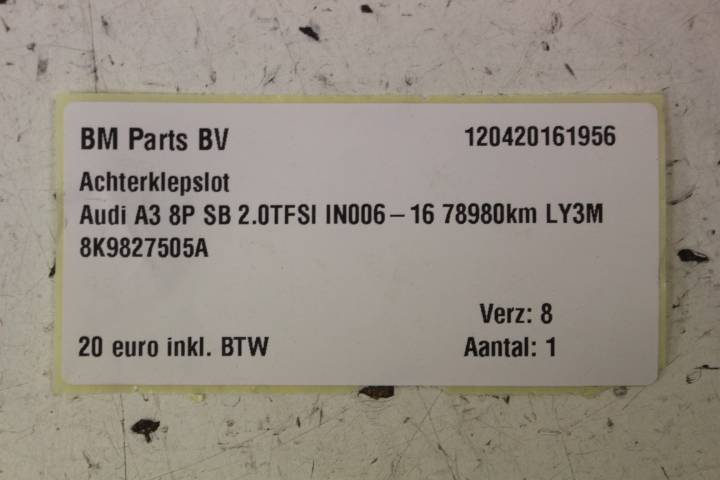 BM Parts BV 120420161956
Achterklepslot
Audi A3 8P SB 2.0TFSI IN006-16 78980km LY3M
8K9827505A
Verz: 8
20 euro inkl. BTW Aantal: 1